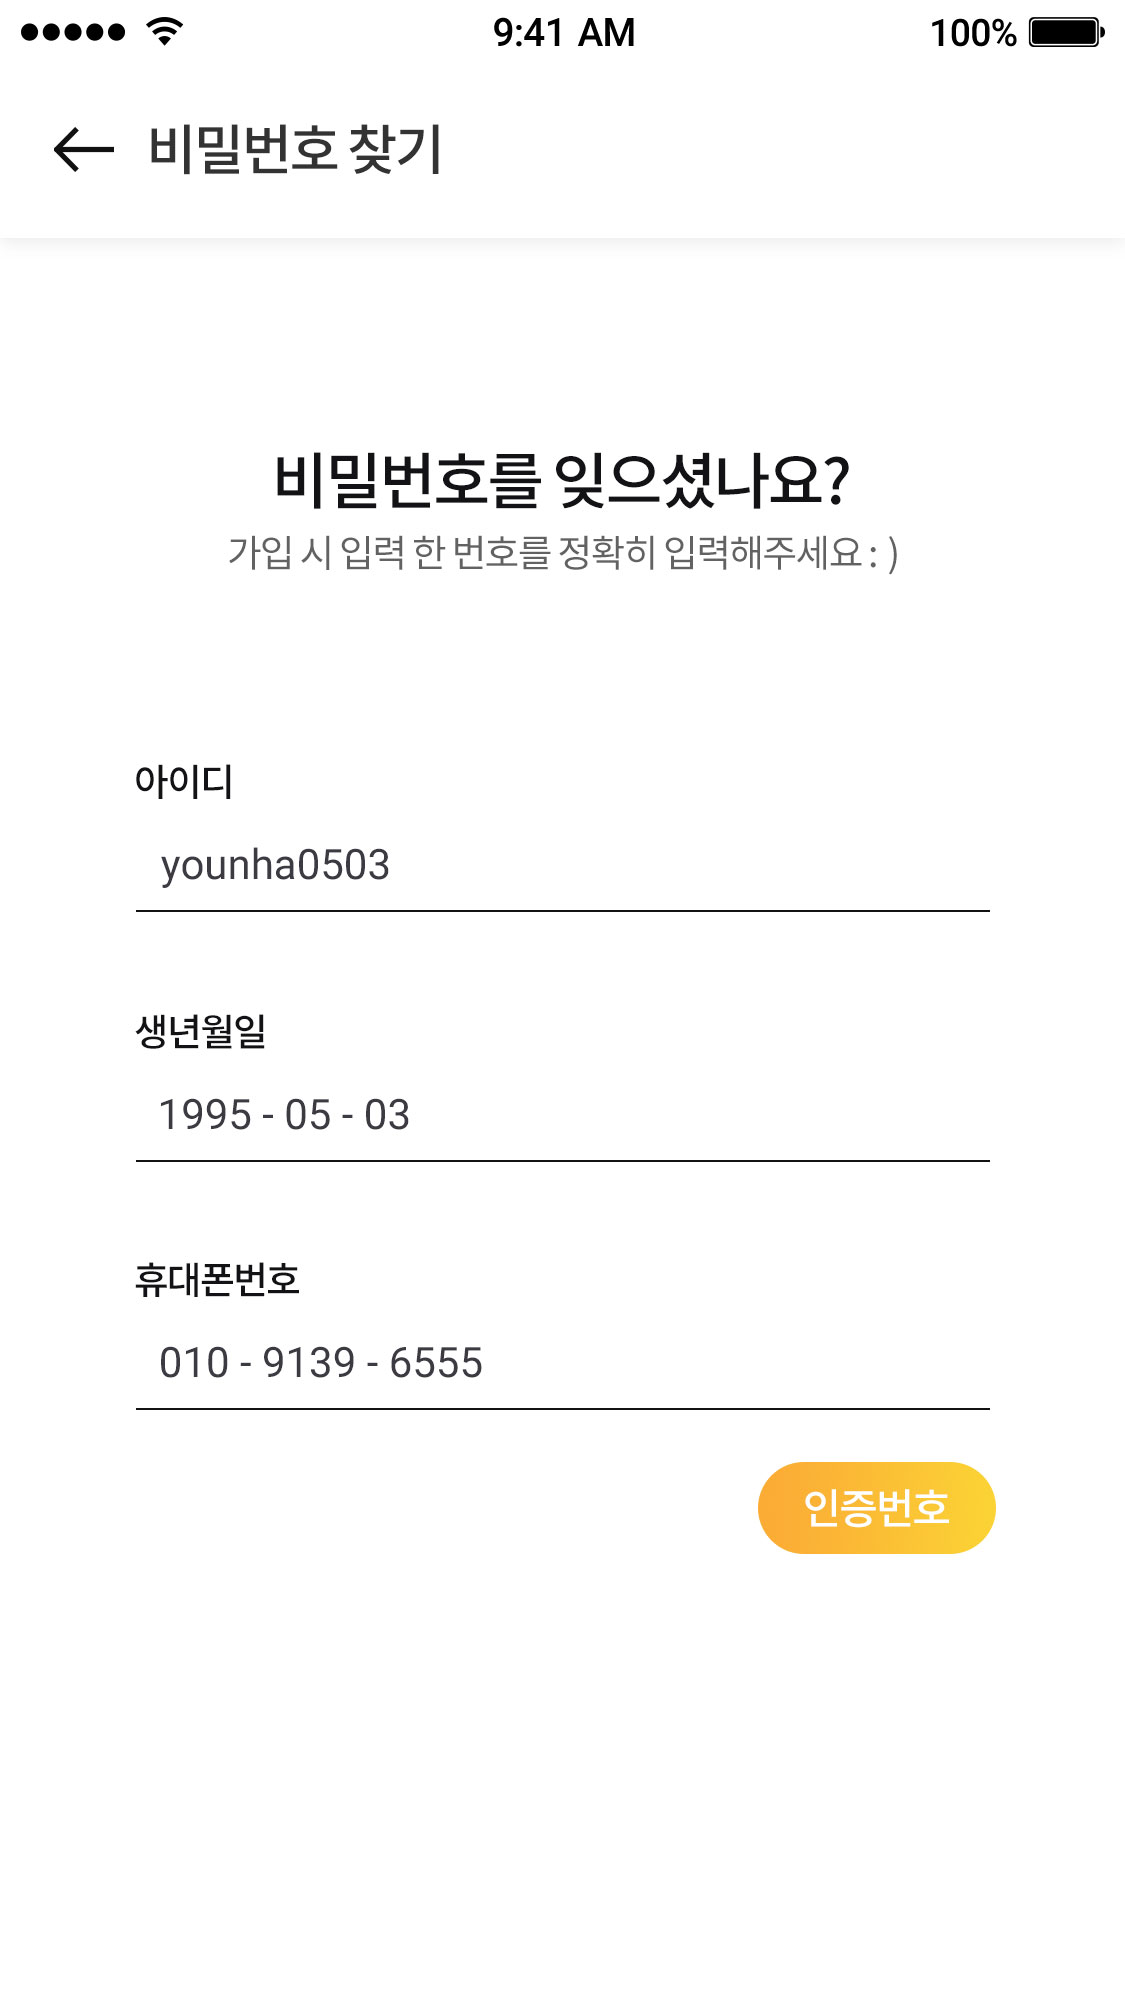 9:41 AM 100%
비밀번호 찾기
비밀번호를 잊으셨나요?
가입 시 입력 한 번호를 정확히 입력해주세요 : )
아이디
younha0503
생년월일
1995 - 05 - 03
휴대폰번호
010 - 9139 - 6555
인증번호